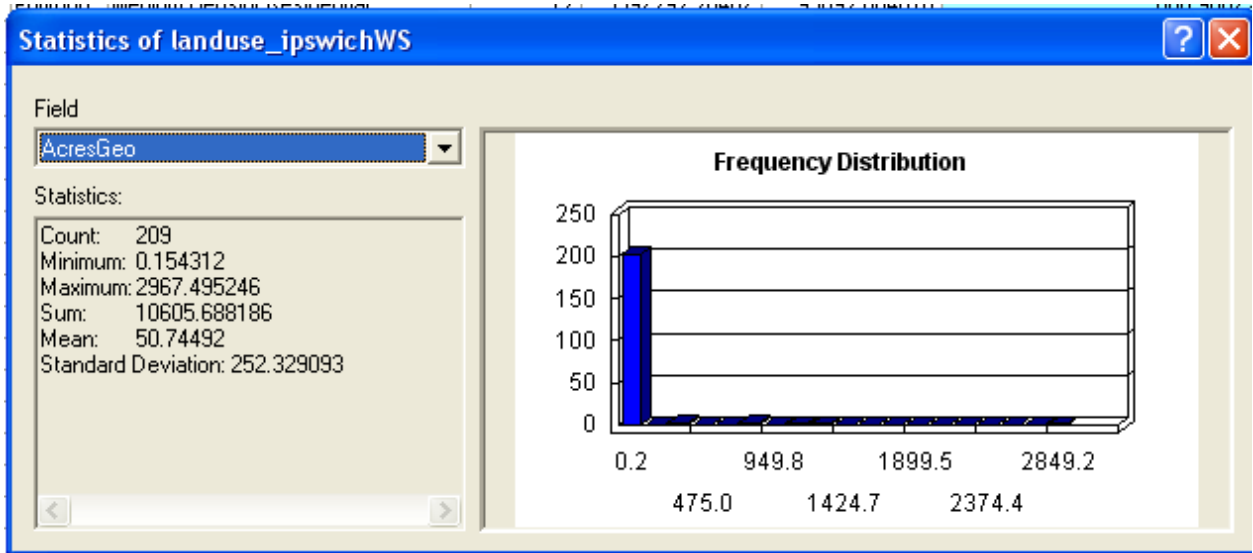 Statistics of landuse_ipswichWS
Field
AcresGeo
Statistics:
Count: 209
Minimum: 0.154312
Maximum: 2967.495246
Sum: 10605.688186
Mean: 50.74492
Standard Deviation: 252.329093
Frequency Distribution
250
200
150
100
50
0
0.2 949.8 1899.5 2849.2
475.0 1424.7 2374.4